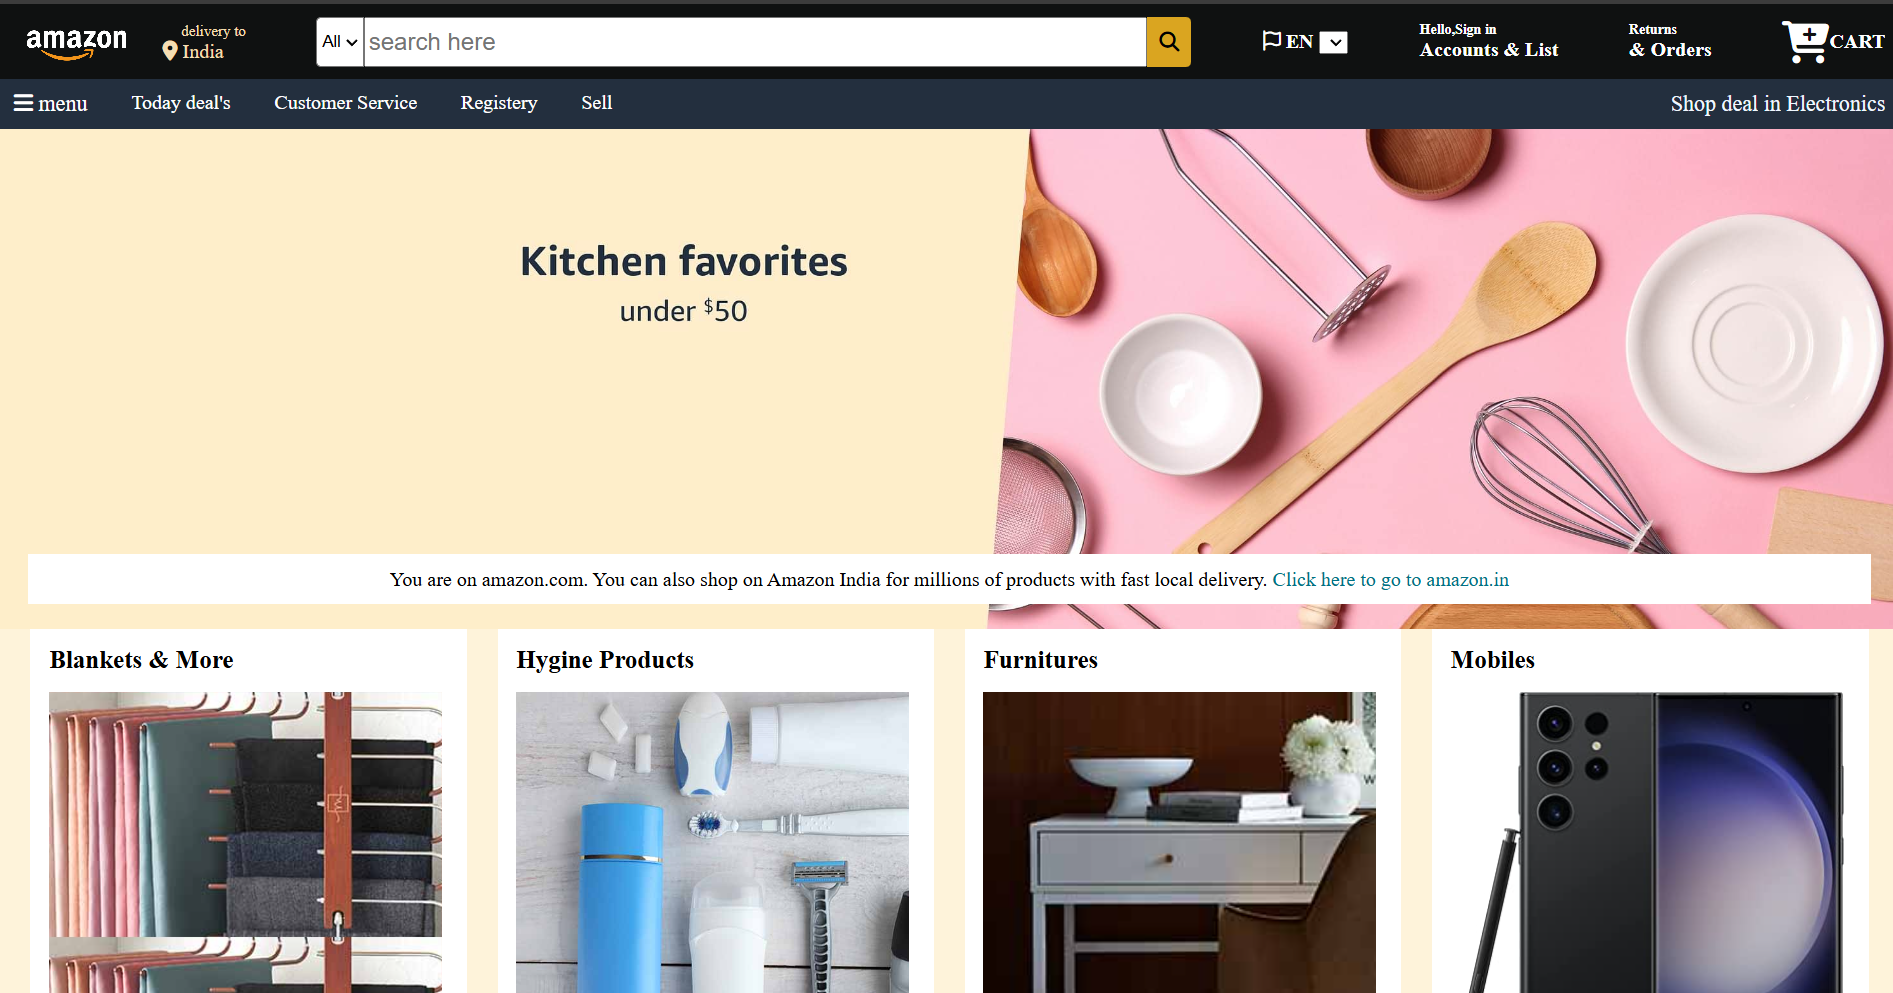 amazon
delivery to
India
All
search here
EN
Hello,Sign in
Accounts & List
Returns
& Orders
CART
menu
Today deal's
Customer Service
Registery
Sell
Shop deal in Electronics
Kitchen favorites
under $50
You are on amazon.com. You can also shop on Amazon India for millions of products with fast local delivery. Click here to go to amazon.in
Blankets & More
Hygine Products
Furnitures
Mobiles